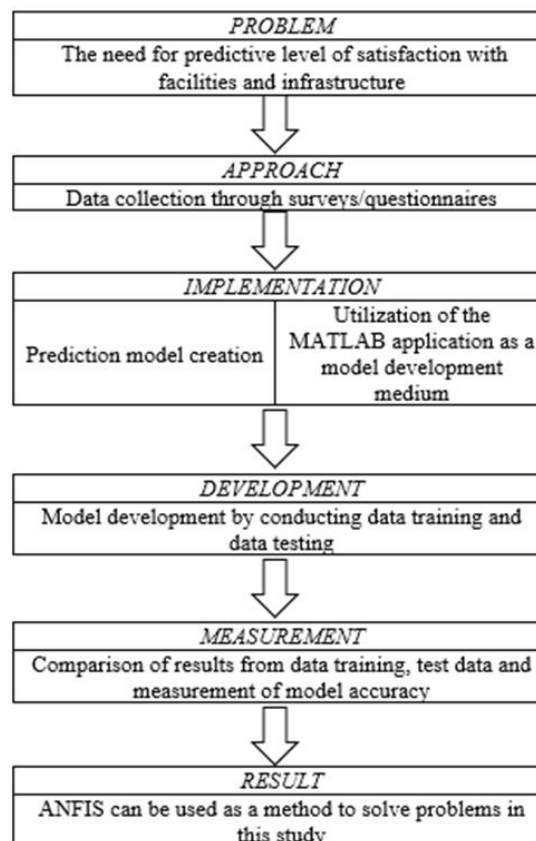 PROBLEM
The need for predictive level of satisfaction with
facilities and infrastructure
APPROACH
Data collection through surveys/questionnaires
IMPLEMENTATION
Prediction model creation
Utilization of the
MATLAB application as a
model development
medium
DEVELOPMENT
Model development by conducting data training and
data testing
MEASUREMENT
Comparison of results from data training, test data and
measurement of model accuracy
RESULT
ANFIS can be used as a method to solve problems in
this study